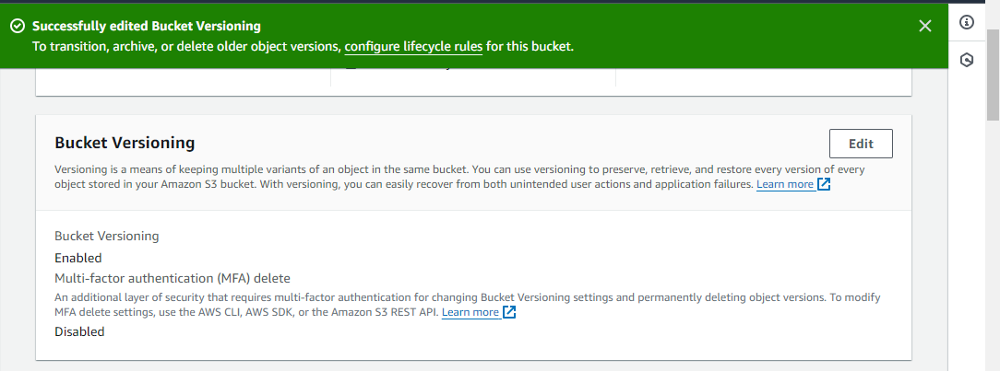 Successfully edited Bucket Versioning
To transition, archive, or delete older object versions, configure lifecycle rules for this bucket.
Bucket Versioning
Edit
Versioning is a means of keeping multiple variants of an object in the same bucket. You can use versioning to preserve, retrieve, and restore every version of every
object stored in your Amazon S3 bucket. With versioning, you can easily recover from both unintended user actions and application failures. Learn more
Bucket Versioning
Enabled
Multi-factor authentication (MFA) delete
An additional layer of security that requires multi-factor authentication for changing Bucket Versioning settings and permanently deleting object versions. To modify
MFA delete settings, use the AWS CLI, AWS SDK, or the Amazon S3 REST API. Learn more
Disabled